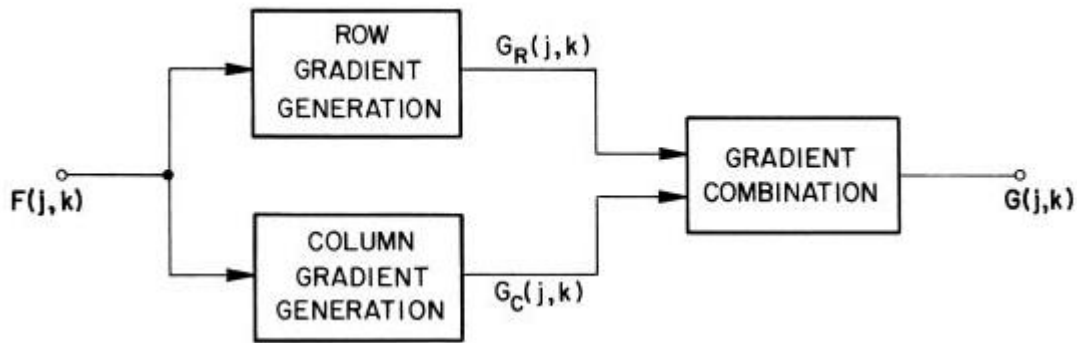 ROW
GRADIENT
GENERATION
G_R(j,k)
F(j,k)
GRADIENT
COMBINATION
G(j,k)
COLUMN
GRADIENT
GENERATION
G_C(j,k)